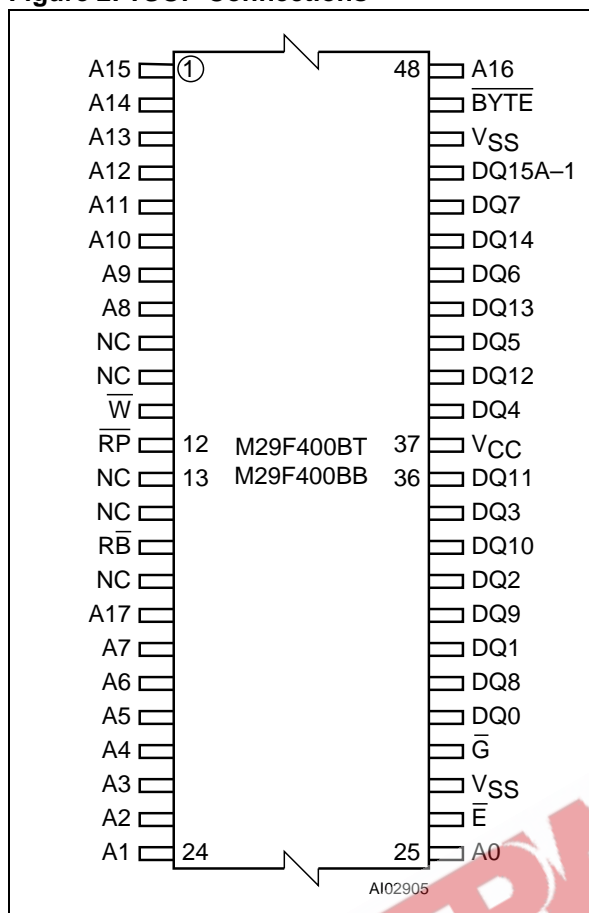 Figure 2. TSOP Connections
A15 1 48 A16
A14 B̅Y̅T̅E̅
A13 VSS
A12 DQ15A–1
A11 DQ7
A10 DQ14
A9 DQ6
A8 DQ13
NC DQ5
NC DQ12
W̅ DQ4
R̅P̅ 12 M29F400BT 37 VCC
NC 13 M29F400BB 36 DQ11
NC DQ3
RB̅ DQ10
NC DQ2
A17 DQ9
A7 DQ1
A6 DQ8
A5 DQ0
A4 G̅
A3 VSS
A2 E̅
A1 24 25 A0
AI02905